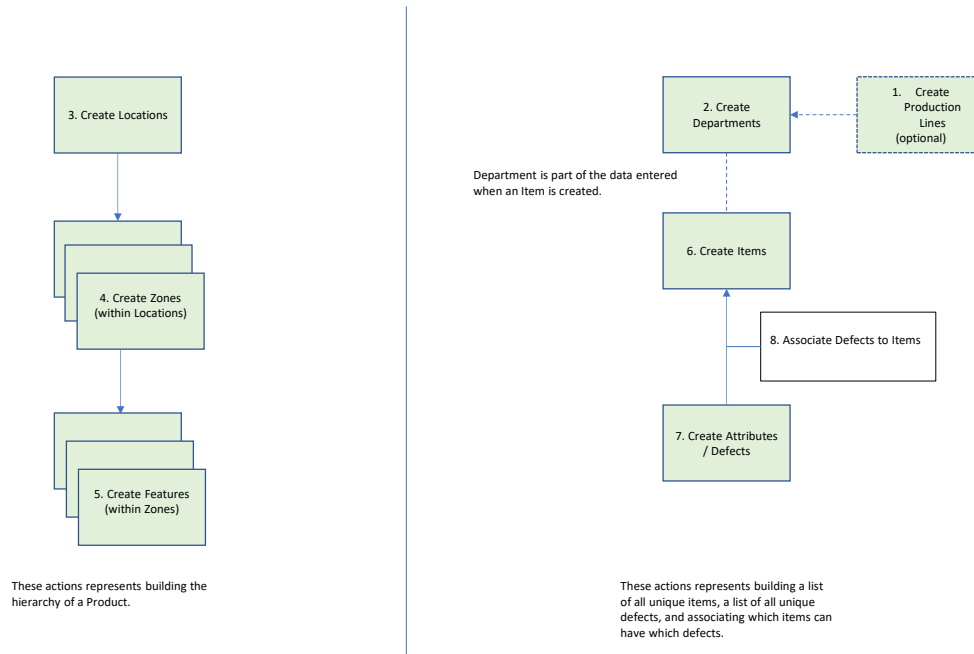 3. Create Locations
4. Create Zones
(within Locations)
5. Create Features
(within Zones)
These actions represents building the
hierarchy of a Product.
2. Create
Departments
1. Create
Production
Lines
(optional)
Department is part of the data entered
when an Item is created.
6. Create Items
8. Associate Defects to Items
7. Create Attributes
/ Defects
These actions represents building a list
of all unique items, a list of all unique
defects, and associating which items can
have which defects.